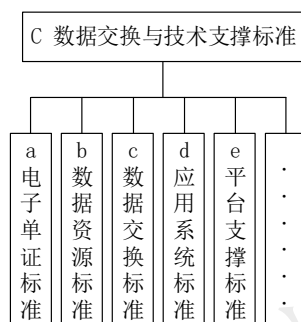 C 数据交换与技术支撑标准
a 电子单证标准
b 数据资源标准
c 数据交换标准
d 应用系统标准
e 平台支撑标准
......